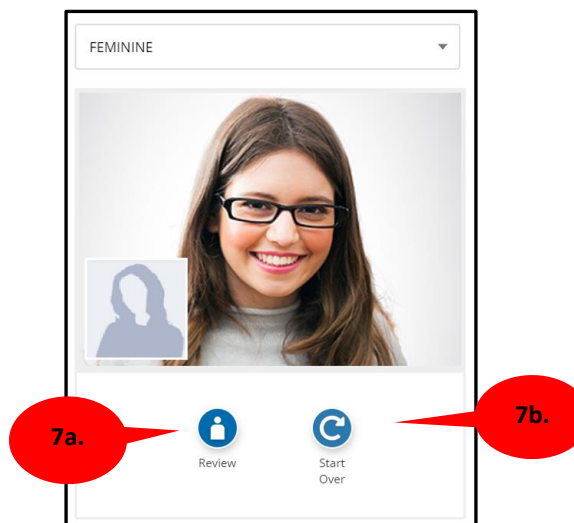 FEMININE
7a.
7b.
Review
Start
Over